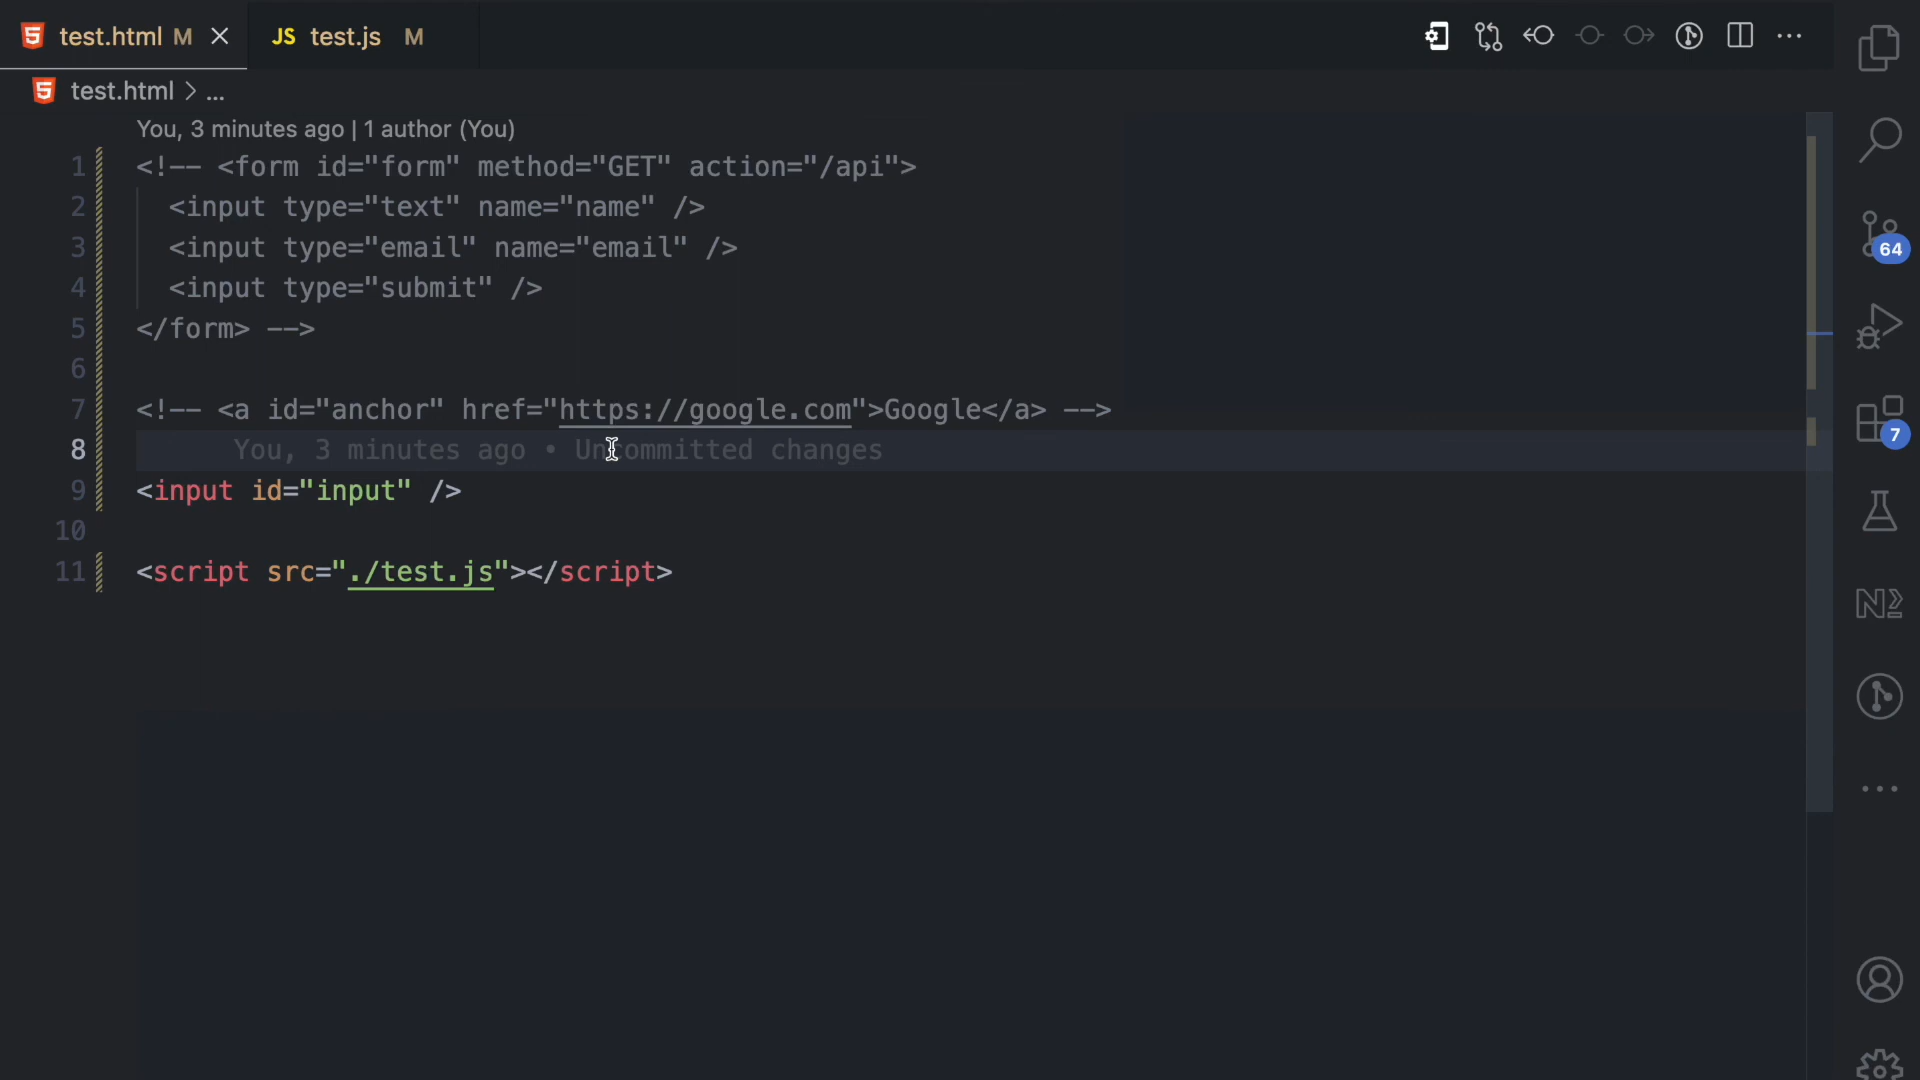 test.html M
JS test.js M
test.html > ...
You, 3 minutes ago | 1 author (You)
1 <!-- <form id="form" method="GET" action="/api">
2 <input type="text" name="name" />
3 <input type="email" name="email" />
4 <input type="submit" />
5 </form> -->
6
7 <!-- <a id="anchor" href="https://google.com">Google</a> -->
8 You, 3 minutes ago • Uncommitted changes
9 <input id="input" />
10
11 <script src="./test.js"></script>
64
7